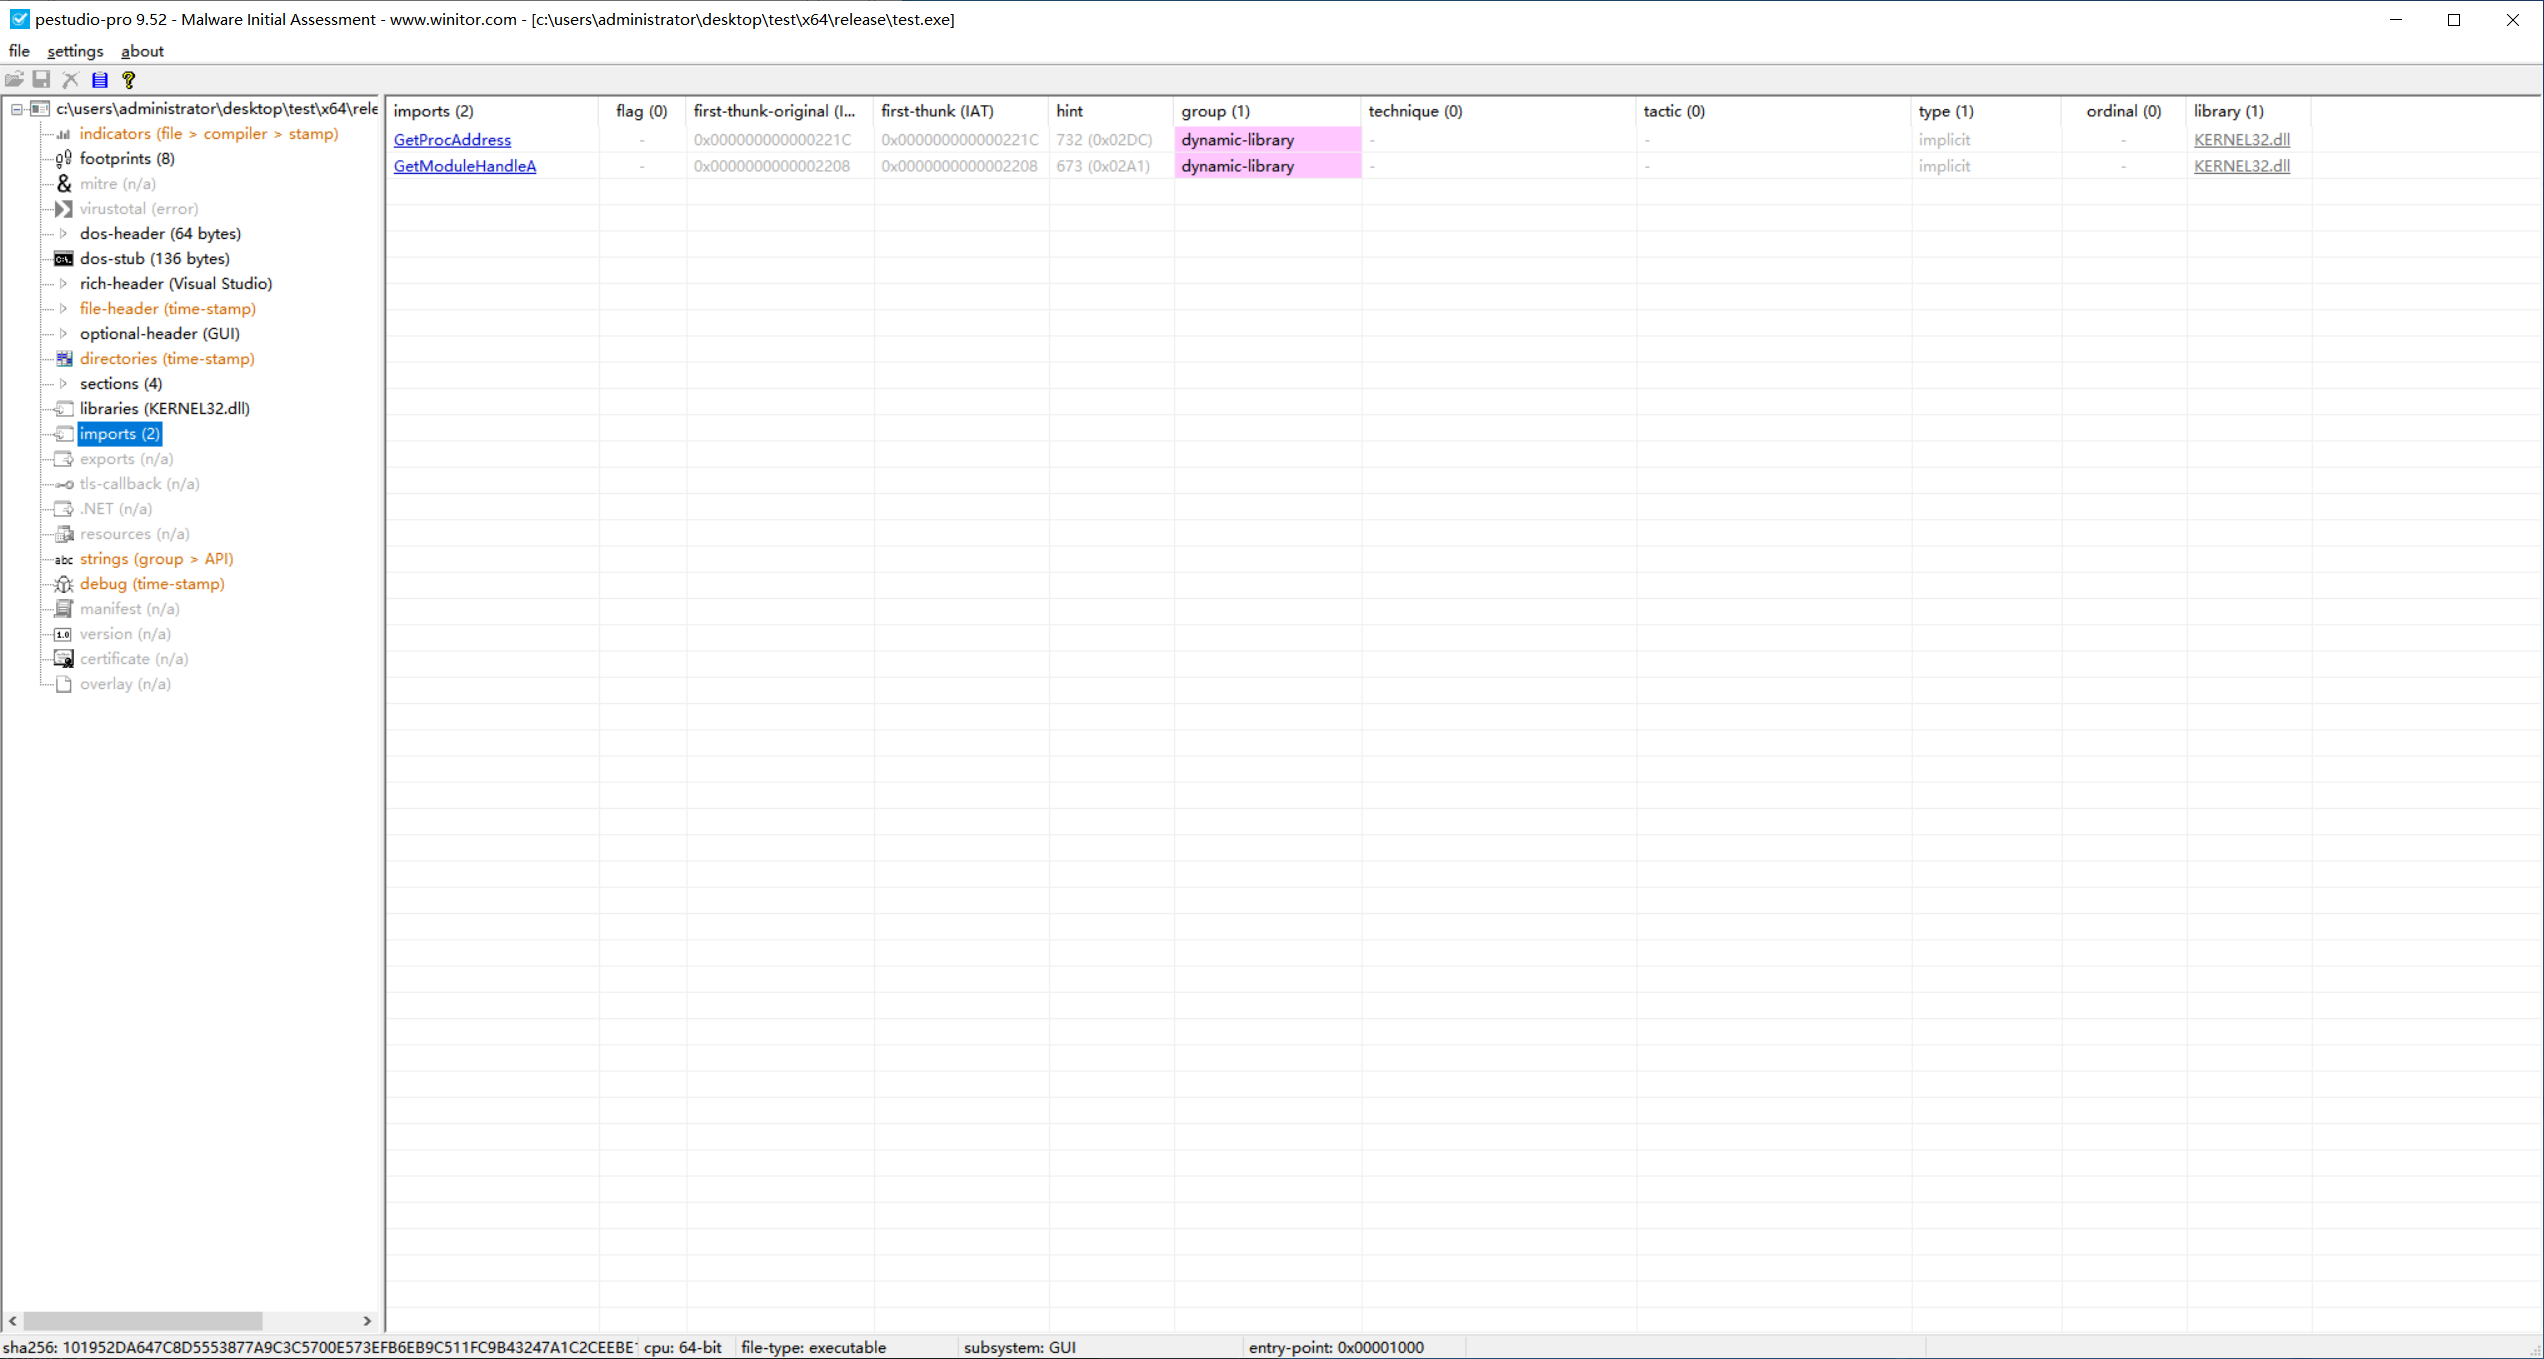 pestudio-pro 9.52 - Malware Initial Assessment - www.winitor.com - [c:\users\administrator\desktop\test\x64\release\test.exe]
file settings about
c:\users\administrator\desktop\test\x64\rele
indicators (file > compiler > stamp)
footprints (8)
mitre (n/a)
virustotal (error)
dos-header (64 bytes)
dos-stub (136 bytes)
rich-header (Visual Studio)
file-header (time-stamp)
optional-header (GUI)
directories (time-stamp)
sections (4)
libraries (KERNEL32.dll)
imports (2)
exports (n/a)
tls-callback (n/a)
.NET (n/a)
resources (n/a)
abc strings (group > API)
debug (time-stamp)
manifest (n/a)
1.0 version (n/a)
certificate (n/a)
overlay (n/a)
imports (2) flag (0) first-thunk-original (I... first-thunk (IAT) hint group (1) technique (0) tactic (0) type (1) ordinal (0) library (1)
GetProcAddress - 0x000000000000221C 0x000000000000221C 732 (0x02DC) dynamic-library - - implicit - KERNEL32.dll
GetModuleHandleA - 0x0000000000002208 0x0000000000002208 673 (0x02A1) dynamic-library - - implicit - KERNEL32.dll
sha256: 101952DA647C8D5553877A9C3C5700E573EFB6EB9C511FC9B43247A1C2CEEBE cpu: 64-bit file-type: executable subsystem: GUI entry-point: 0x00001000